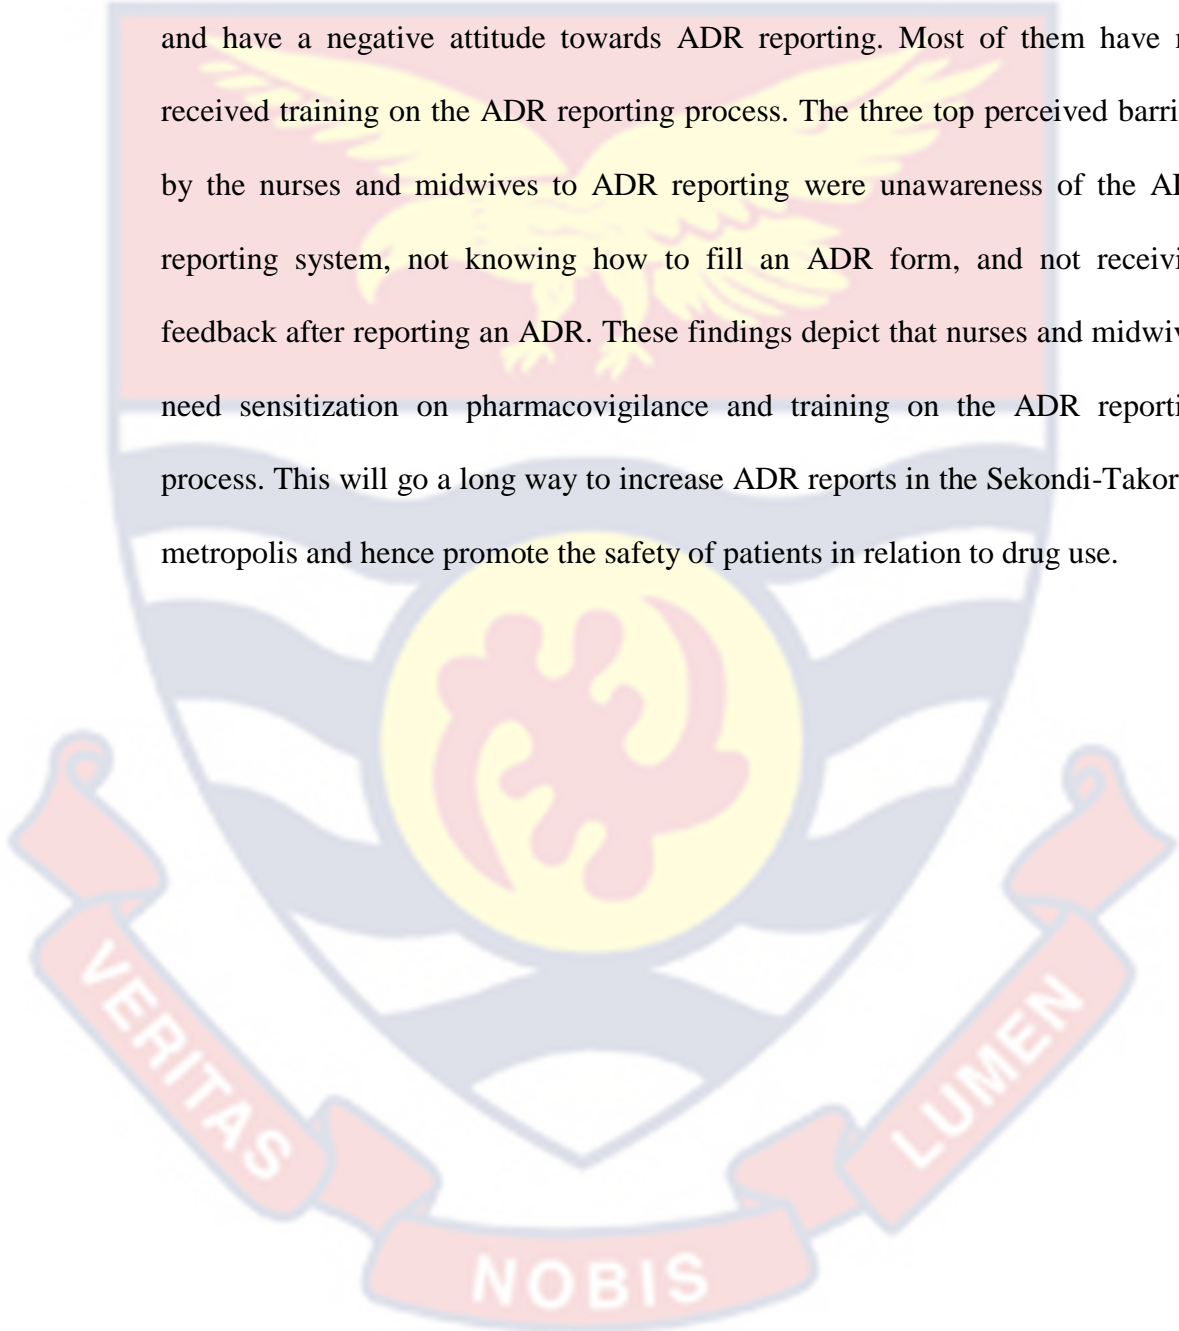 and have a negative attitude towards ADR reporting. Most of them have
received training on the ADR reporting process. The three top perceived
by the nurses and midwives to ADR reporting were unawareness of the
reporting system, not knowing how to fill an ADR form, and not
feedback after reporting an ADR. These findings depict that nurses and
need sensitization on pharmacovigilance and training on the ADR
process. This will go a long way to increase ADR reports in the
metropolis and hence promote the safety of patients in relation to drug use.
VERITAS
NOBIS
LUMEN